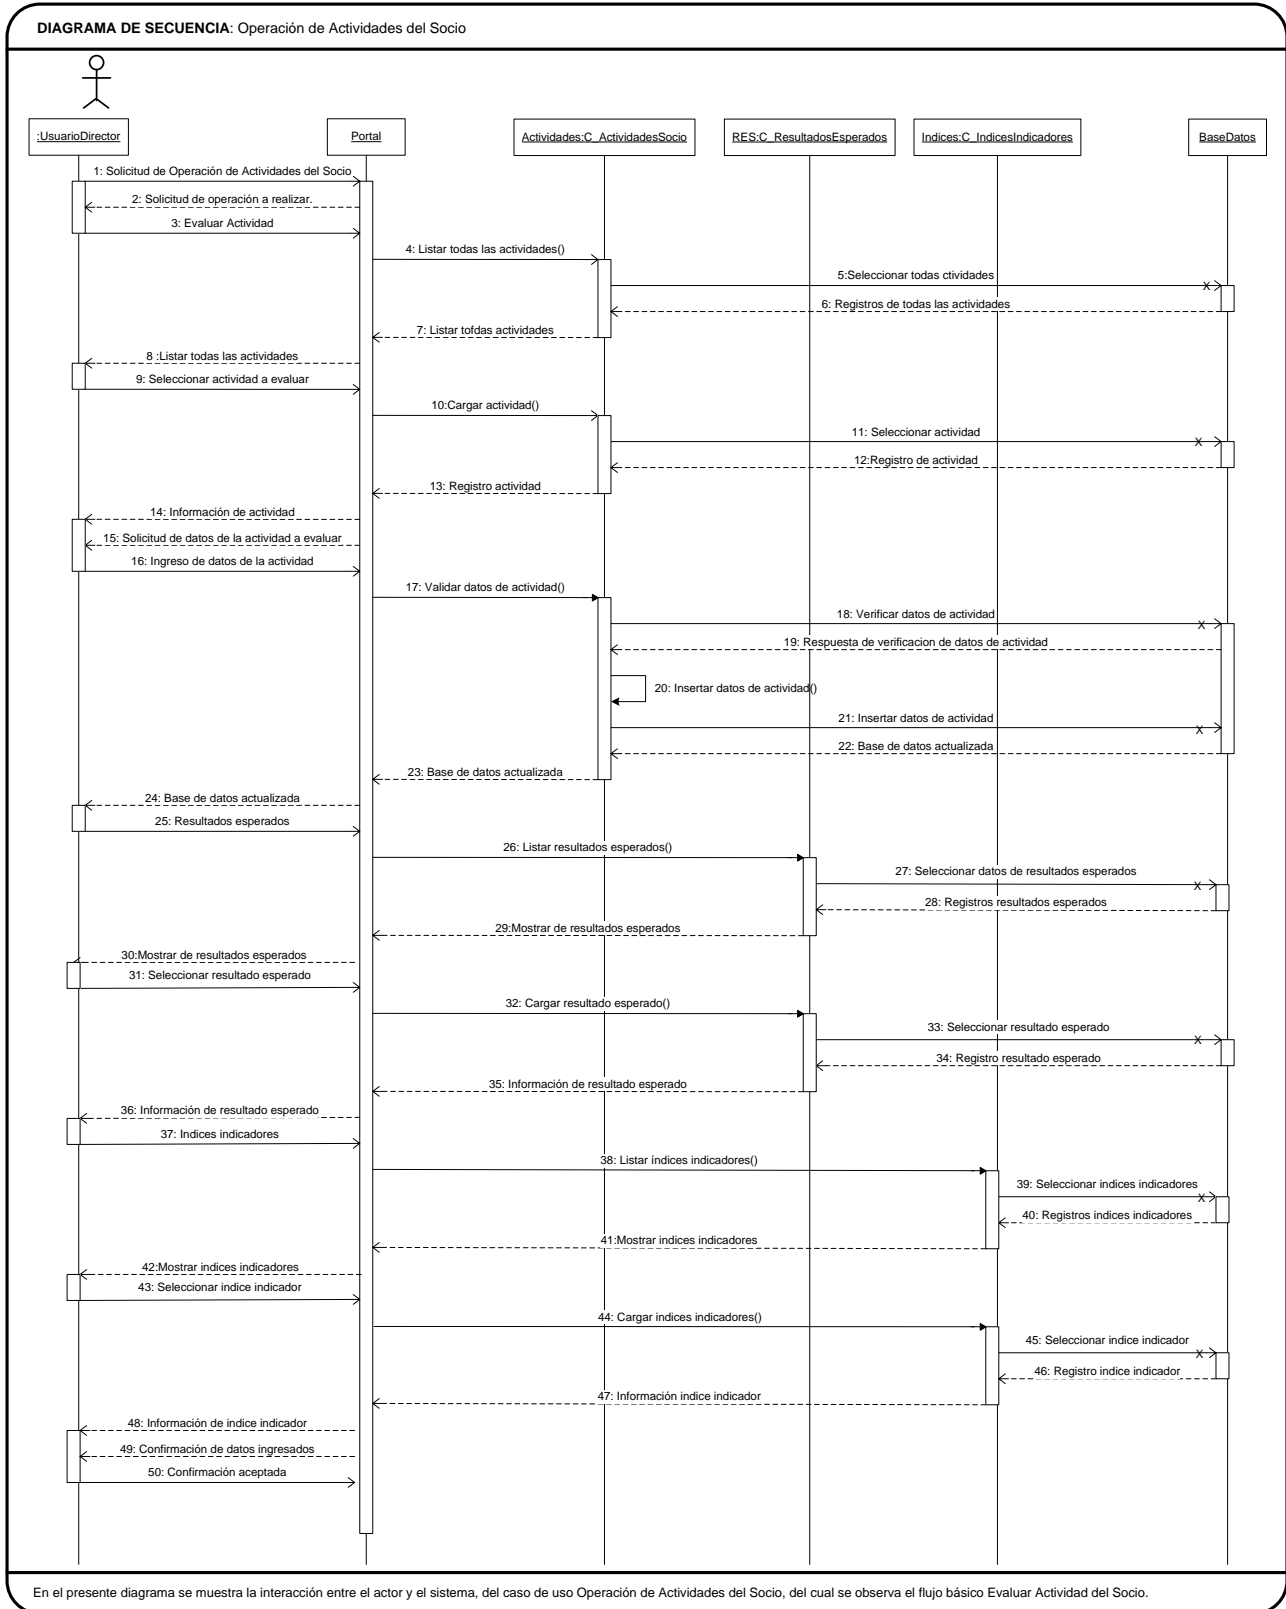 DIAGRAMA DE SECUENCIA: Operación de Actividades del Socio
:UsuarioDirector
Portal
Actividades:C_ActividadesSocio
RES:C_ResultadosEsperados
Indices:C_IndicesIndicadores
BaseDatos
1: Solicitud de Operación de Actividades del Socio
2: Solicitud de operación a realizar.
3: Evaluar Actividad
4: Listar todas las actividades()
5:Seleccionar todas ctividades
X
6: Registros de todas las actividades
7: Listar tofdas actividades
8 :Listar todas las actividades
9: Seleccionar actividad a evaluar
10:Cargar actividad()
11: Seleccionar actividad
X
12:Registro de actividad
13: Registro actividad
14: Información de actividad
15: Solicitud de datos de la actividad a evaluar
16: Ingreso de datos de la actividad
17: Validar datos de actividad()
18: Verificar datos de actividad
X
19: Respuesta de verificacion de datos de actividad
20: Insertar datos de actividad()
21: Insertar datos de actividad
X
22: Base de datos actualizada
23: Base de datos actualizada
24: Base de datos actualizada
25: Resultados esperados
26: Listar resultados esperados()
27: Seleccionar datos de resultados esperados
X
28: Registros resultados esperados
29:Mostrar de resultados esperados
30:Mostrar de resultados esperados
31: Seleccionar resultado esperado
32: Cargar resultado esperado()
33: Seleccionar resultado esperado
X
34: Registro resultado esperado
35: Información de resultado esperado
36: Información de resultado esperado
37: Indices indicadores
38: Listar índices indicadores()
39: Seleccionar indices indicadores
X
40: Registros indices indicadores
41:Mostrar indices indicadores
42:Mostrar indices indicadores
43: Seleccionar indice indicador
44: Cargar indices indicadores()
45: Seleccionar indice indicador
X
46: Registro indice indicador
47: Información indice indicador
48: Información de indice indicador
49: Confirmación de datos ingresados
50: Confirmación aceptada
En el presente diagrama se muestra la interacción entre el actor y el sistema, del caso de uso Operación de Actividades del Socio, del cual se observa el flujo básico Evaluar Actividad del Socio.